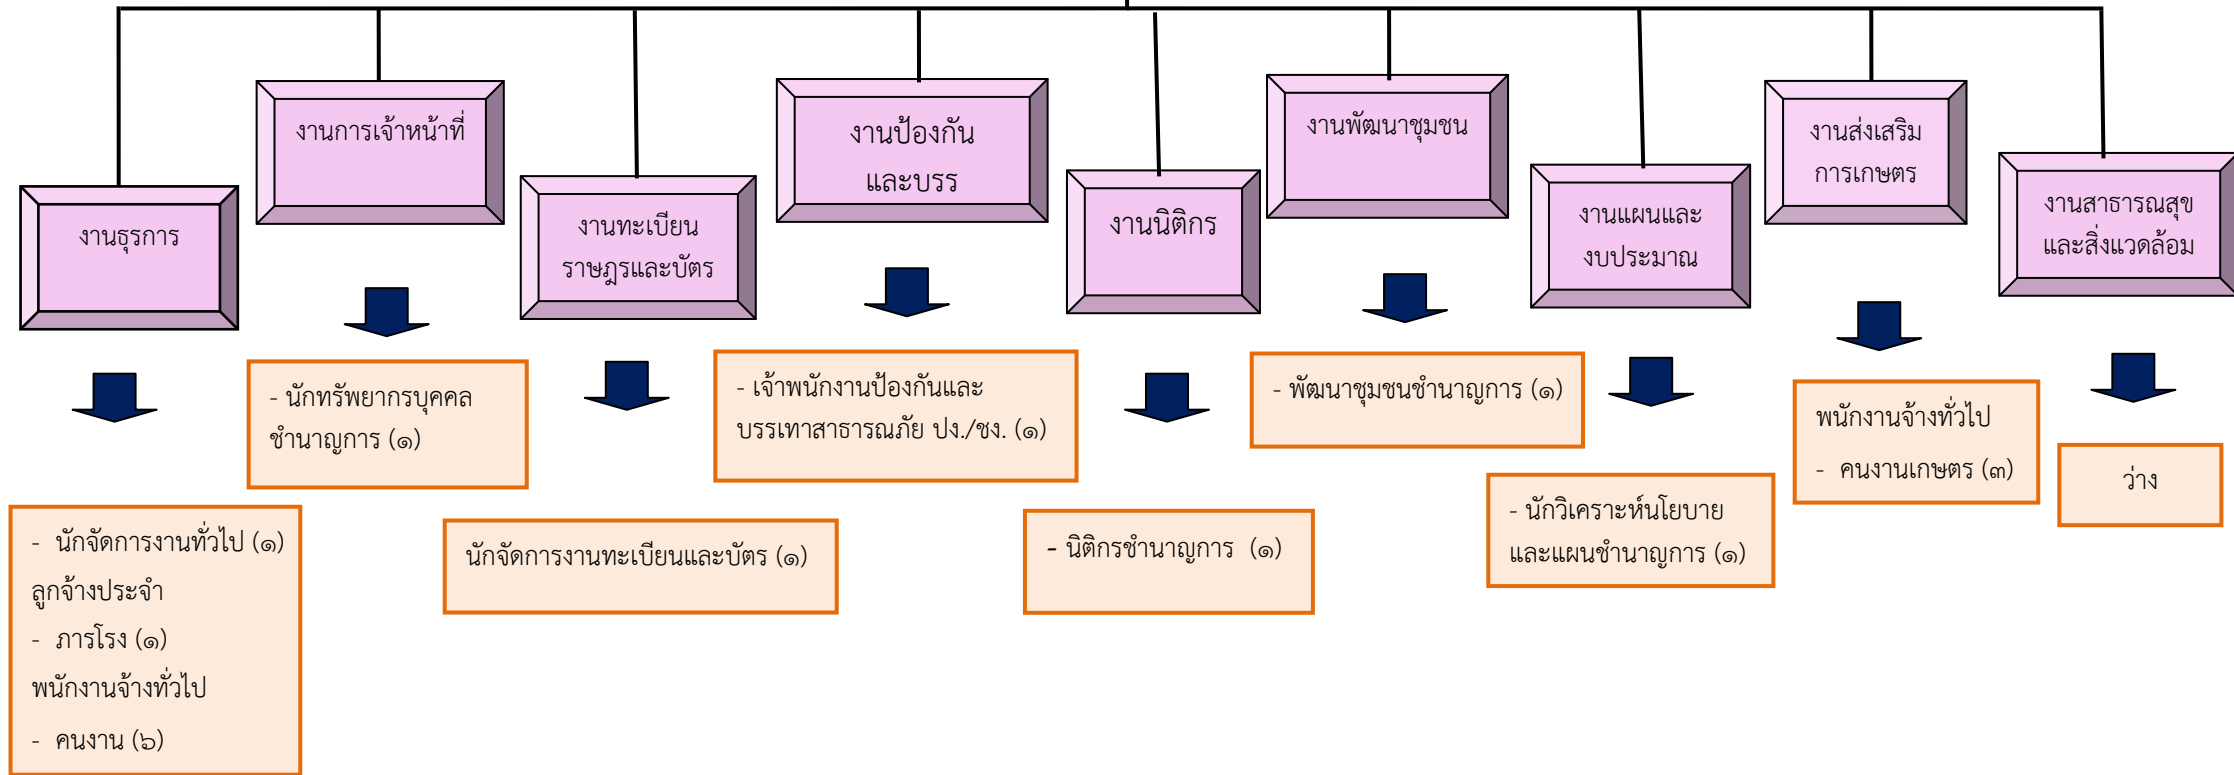 งานธุรการ
งานการเจ้าหน้าที่
งานทะเบียน
ราษฎรและบัตร
งานป้องกัน
และบรร
งานนิติกร
งานพัฒนาชุมชน
งานแผนและ
งบประมาณ
งานส่งเสริม
การเกษตร
งานสาธารณสุข
และสิ่งแวดล้อม
- นักจัดการงานทั่วไป (๑)
ลูกจ้างประจำ
- ภารโรง (๑)
พนักงานจ้างทั่วไป
- คนงาน (๖)
- นักทรัพยากรบุคคล
ชำนาญการ (๑)
นักจัดการงานทะเบียนและบัตร (๑)
- เจ้าพนักงานป้องกันและ
บรรเทาสาธารณภัย ปง./ชง. (๑)
- นิติกรชำนาญการ (๑)
- พัฒนาชุมชนชำนาญการ (๑)
- นักวิเคราะห์นโยบาย
และแผนชำนาญการ (๑)
พนักงานจ้างทั่วไป
- คนงานเกษตร (๓)
ว่าง